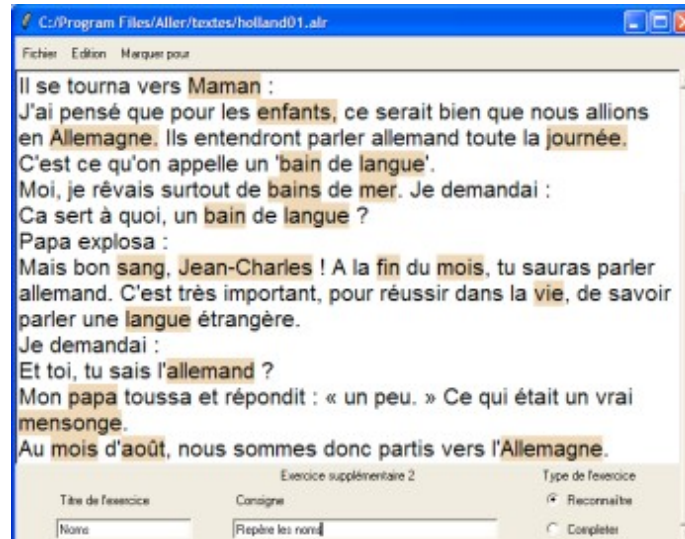 C:/Program Files/Aller/textes/holland01.alr
Fichier Edition Marquer pour
Il se tourna vers Maman :
J'ai pensé que pour les enfants, ce serait bien que nous allions
en Allemagne. Ils entendront parler allemand toute la journée.
C'est ce qu'on appelle un 'bain de langue'.
Moi, je rêvais surtout de bains de mer. Je demandai :
Ca sert à quoi, un bain de langue ?
Papa explosa :
Mais bon sang, Jean-Charles ! A la fin du mois, tu sauras parler
allemand. C'est très important, pour réussir dans la vie, de savoir
parler une langue étrangère.
Je demandai :
Et toi, tu sais l'allemand ?
Mon papa toussa et répondit : « un peu. » Ce qui était un vrai
mensonge.
Au mois d'août, nous sommes donc partis vers l'Allemagne.
Exercice supplémentaire 2 Type de l'exercice
Titre de l'exercice Consigne Reconnaître
Noms Repère les noms Completer